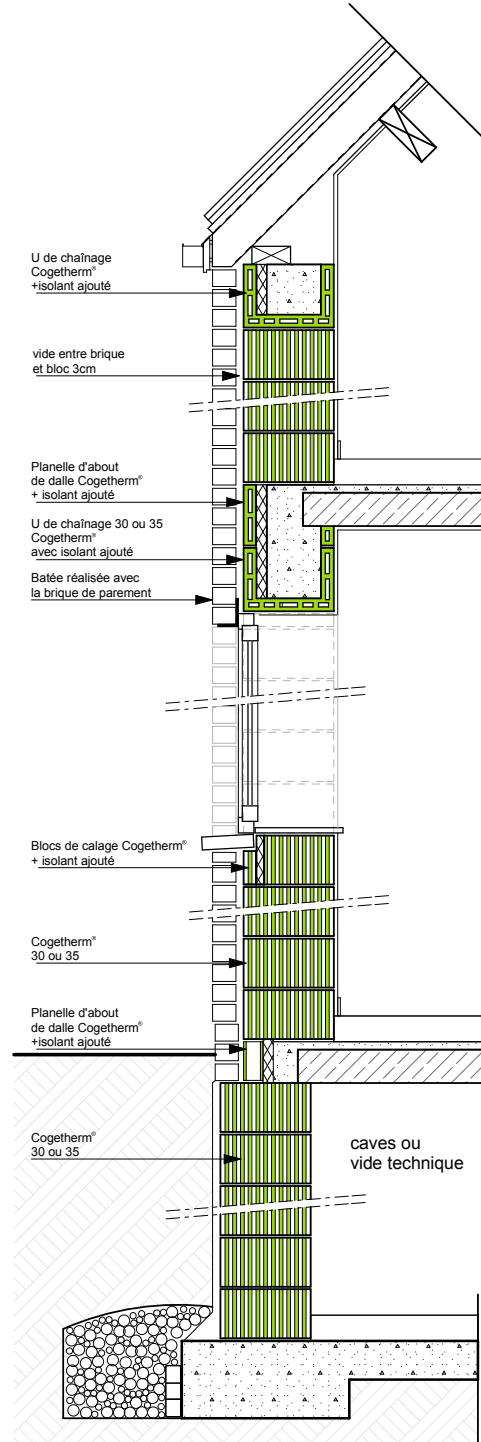 U de chaînage
Cogetherm®
+isolant ajouté
vide entre brique
et bloc 3cm
Planelle d'about
de dalle Cogetherm®
+ isolant ajouté
U de chaînage 30 ou 35
Cogetherm®
avec isolant ajouté
Batée réalisée avec
la brique de parement
Blocs de calage Cogetherm®
+ isolant ajouté
Cogetherm®
30 ou 35
Planelle d'about
de dalle Cogetherm®
+isolant ajouté
Cogetherm®
30 ou 35
caves ou
vide technique